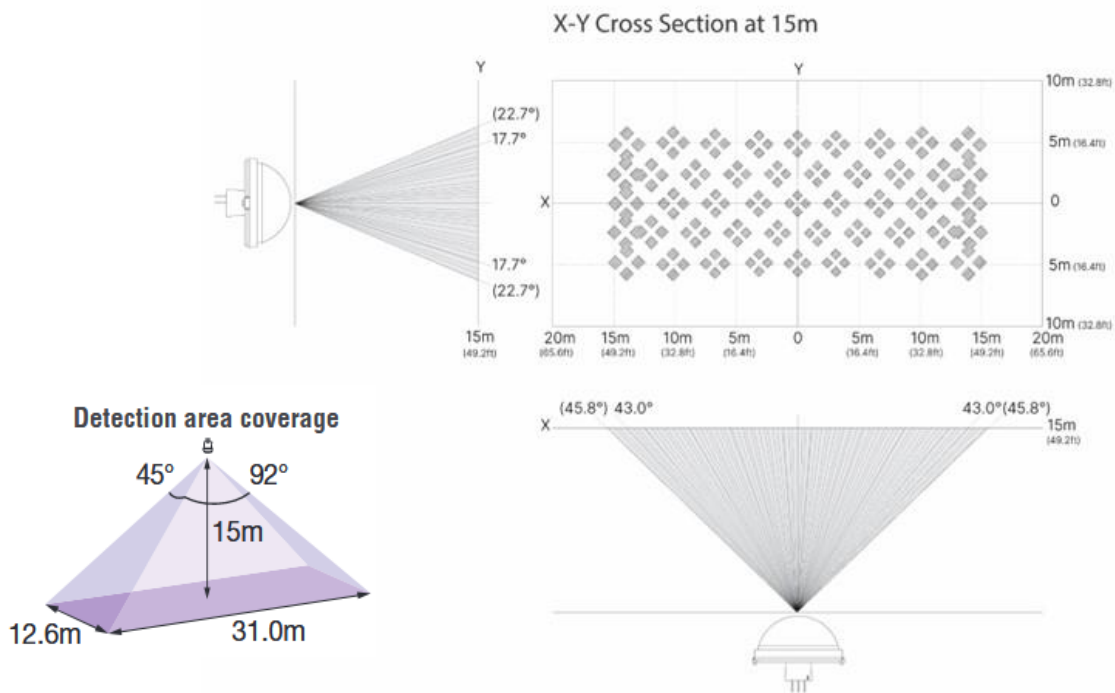 X-Y Cross Section at 15m
Y
(22.7°)
17.7°
X
17.7°
(22.7°)
15m
(49.2ft)
Y
10m (32.8ft)
5m (16.4ft)
0
5m (16.4ft)
10m (32.8ft)
20m 15m 10m 5m 0 5m 10m 15m 20m
(65.6ft) (49.2ft) (32.8ft) (16.4ft) (16.4ft) (32.8ft) (49.2ft) (65.6ft)
Detection area coverage
45° 92°
15m
12.6m 31.0m
(45.8°) 43.0° 43.0°(45.8°)
X 15m
(49.2ft)